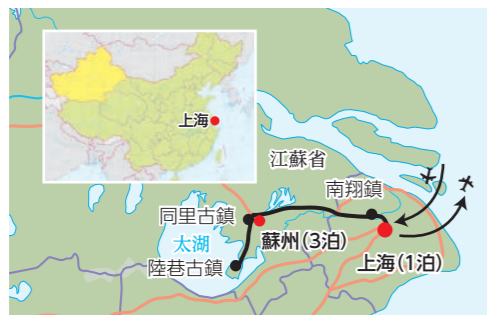 上海
江蘇省
南翔鎮
同里古鎮
太湖
蘇州（3泊）
陸巷古鎮
上海（1泊）